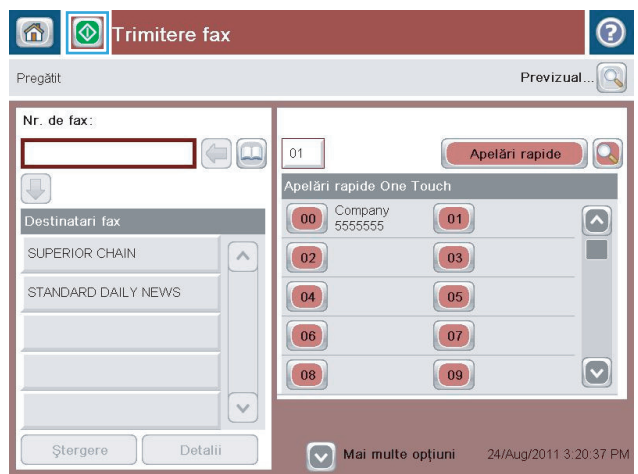 Trimitere fax
?
Pregătit
Previzual...
Nr. de fax:
01
Apelări rapide
Apelări rapide One Touch
00 Company 5555555 01
02 03
04 05
06 07
08 09
Destinatari fax
SUPERIOR CHAIN
STANDARD DAILY NEWS
Ştergere Detalii
Mai multe opţiuni 24/Aug/2011 3:20:37 PM